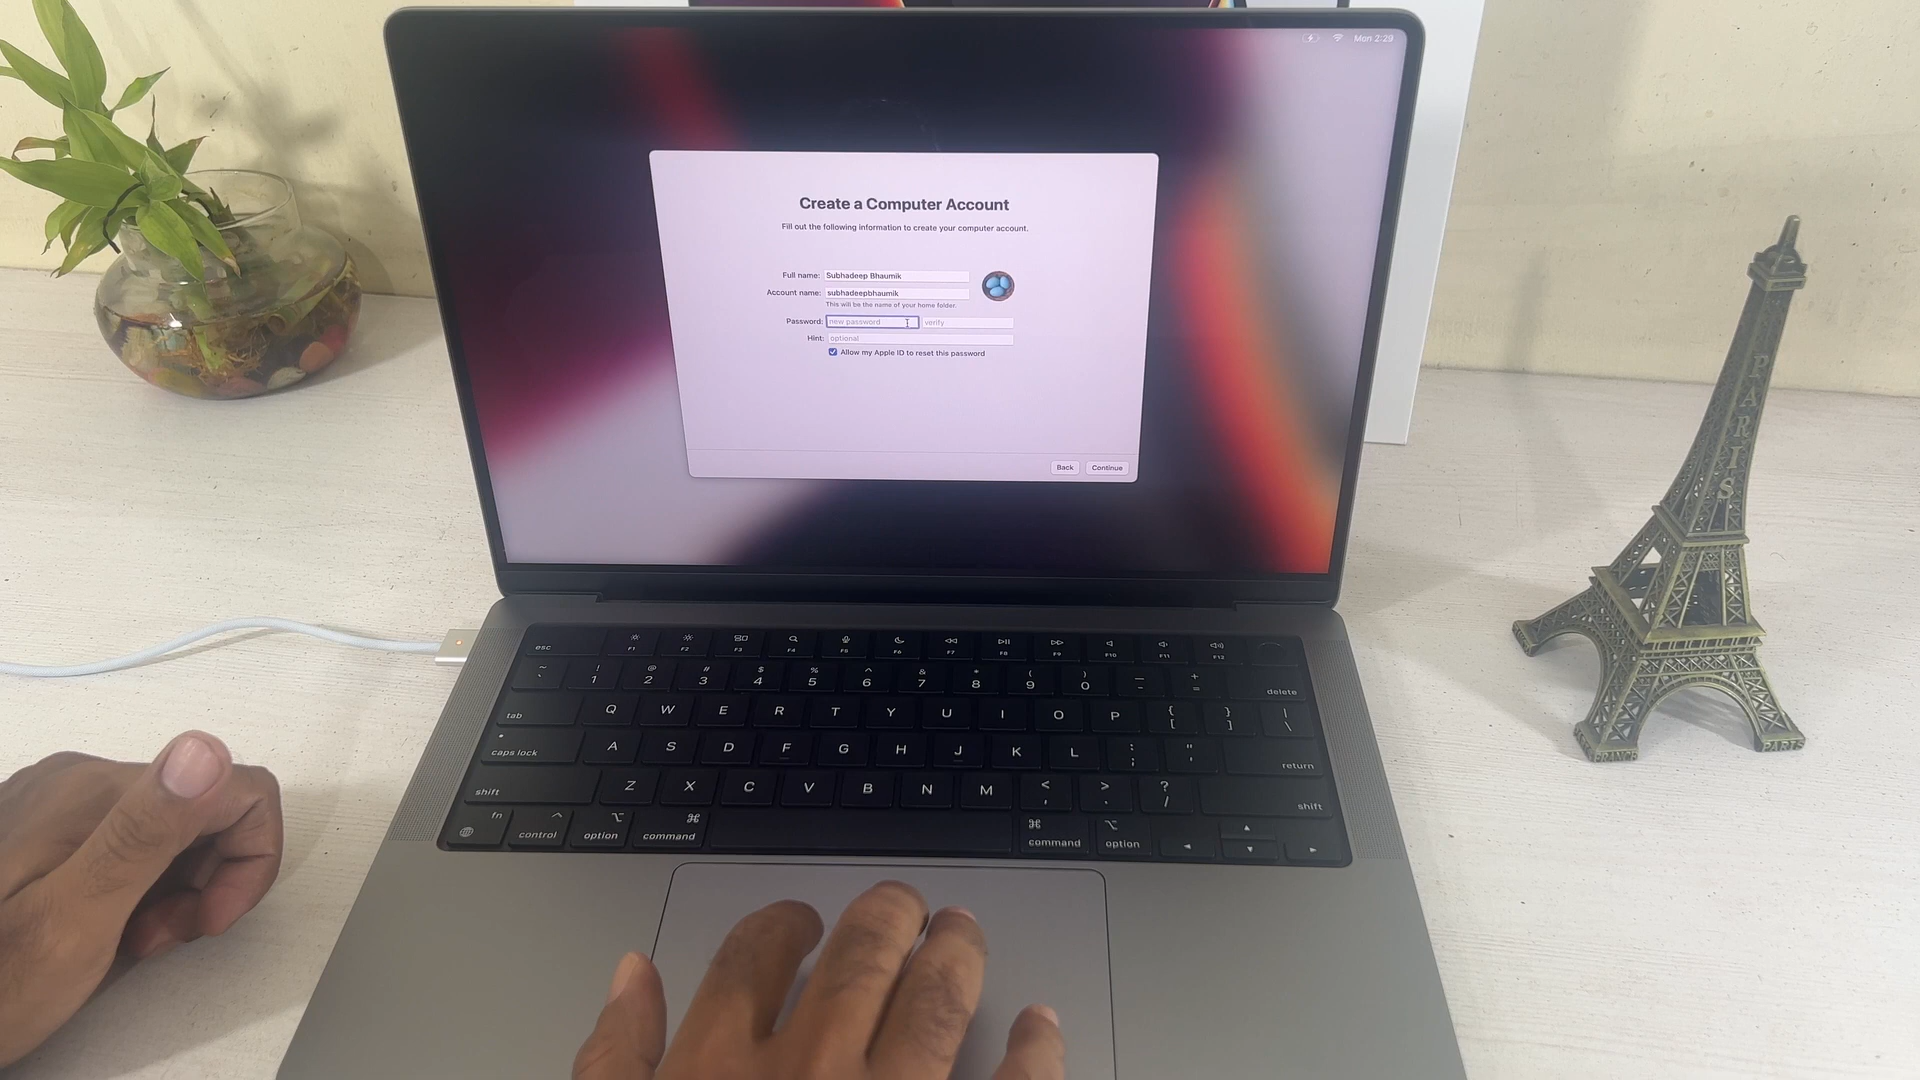 Mon 2:29
Create a Computer Account
Fill out the following information to create your computer account.
Full name: Subhadeep Bhaumik
Account name: subhadeepbhaumik
This will be the name of your home folder.
Password: new password verify
Hint: optional
Allow my Apple ID to reset this password
Back Continue
esc F1 F2 F3 F4 F5 F6 F7 F8 F9 F10 F11 F12
~ ! @ # $ % ^ & * ( ) — +
` 1 2 3 4 5 6 7 8 9 0 - = delete
tab Q W E R T Y U I O P { [ } ] | \
caps lock A S D F G H J K L : ; " ' return
shift Z X C V B N M < , > . ? / shift
fn control option command command option
PARIS
FRANCE
PARIS